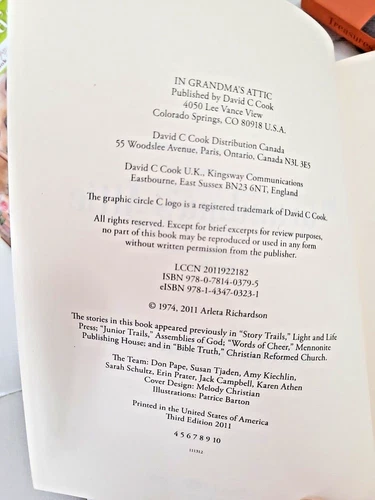 Treasures
IN GRANDMA'S ATTIC
Published by David C Cook
4050 Lee Vance View
Colorado Springs, CO 80918 U.S.A.
David C Cook Distribution Canada
55 Woodslee Avenue, Paris, Ontario, Canada N3L 3E5
David C Cook U.K., Kingsway Communications
Eastbourne, East Sussex BN23 6NT, England
The graphic circle C logo is a registered trademark of David C Cook.
All rights reserved. Except for brief excerpts for review purposes,
no part of this book may be reproduced or used in any form
without written permission from the publisher.
LCCN 2011922182
ISBN 978-0-7814-0379-5
eISBN 978-1-4347-0323-1
© 1974, 2011 Arleta Richardson
The stories in this book appeared previously in "Story Trails," Light and Life
Press; "Junior Trails," Assemblies of God; "Words of Cheer," Mennonite
Publishing House; and in "Bible Truth," Christian Reformed Church.
The Team: Don Pape, Susan Tjaden, Amy Kiechlin,
Sarah Schultz, Erin Prater, Jack Campbell, Karen Athen
Cover Design: Melody Christian
Illustrations: Patrice Barton
Printed in the United States of America
Third Edition 2011
4 5 6 7 8 9 10